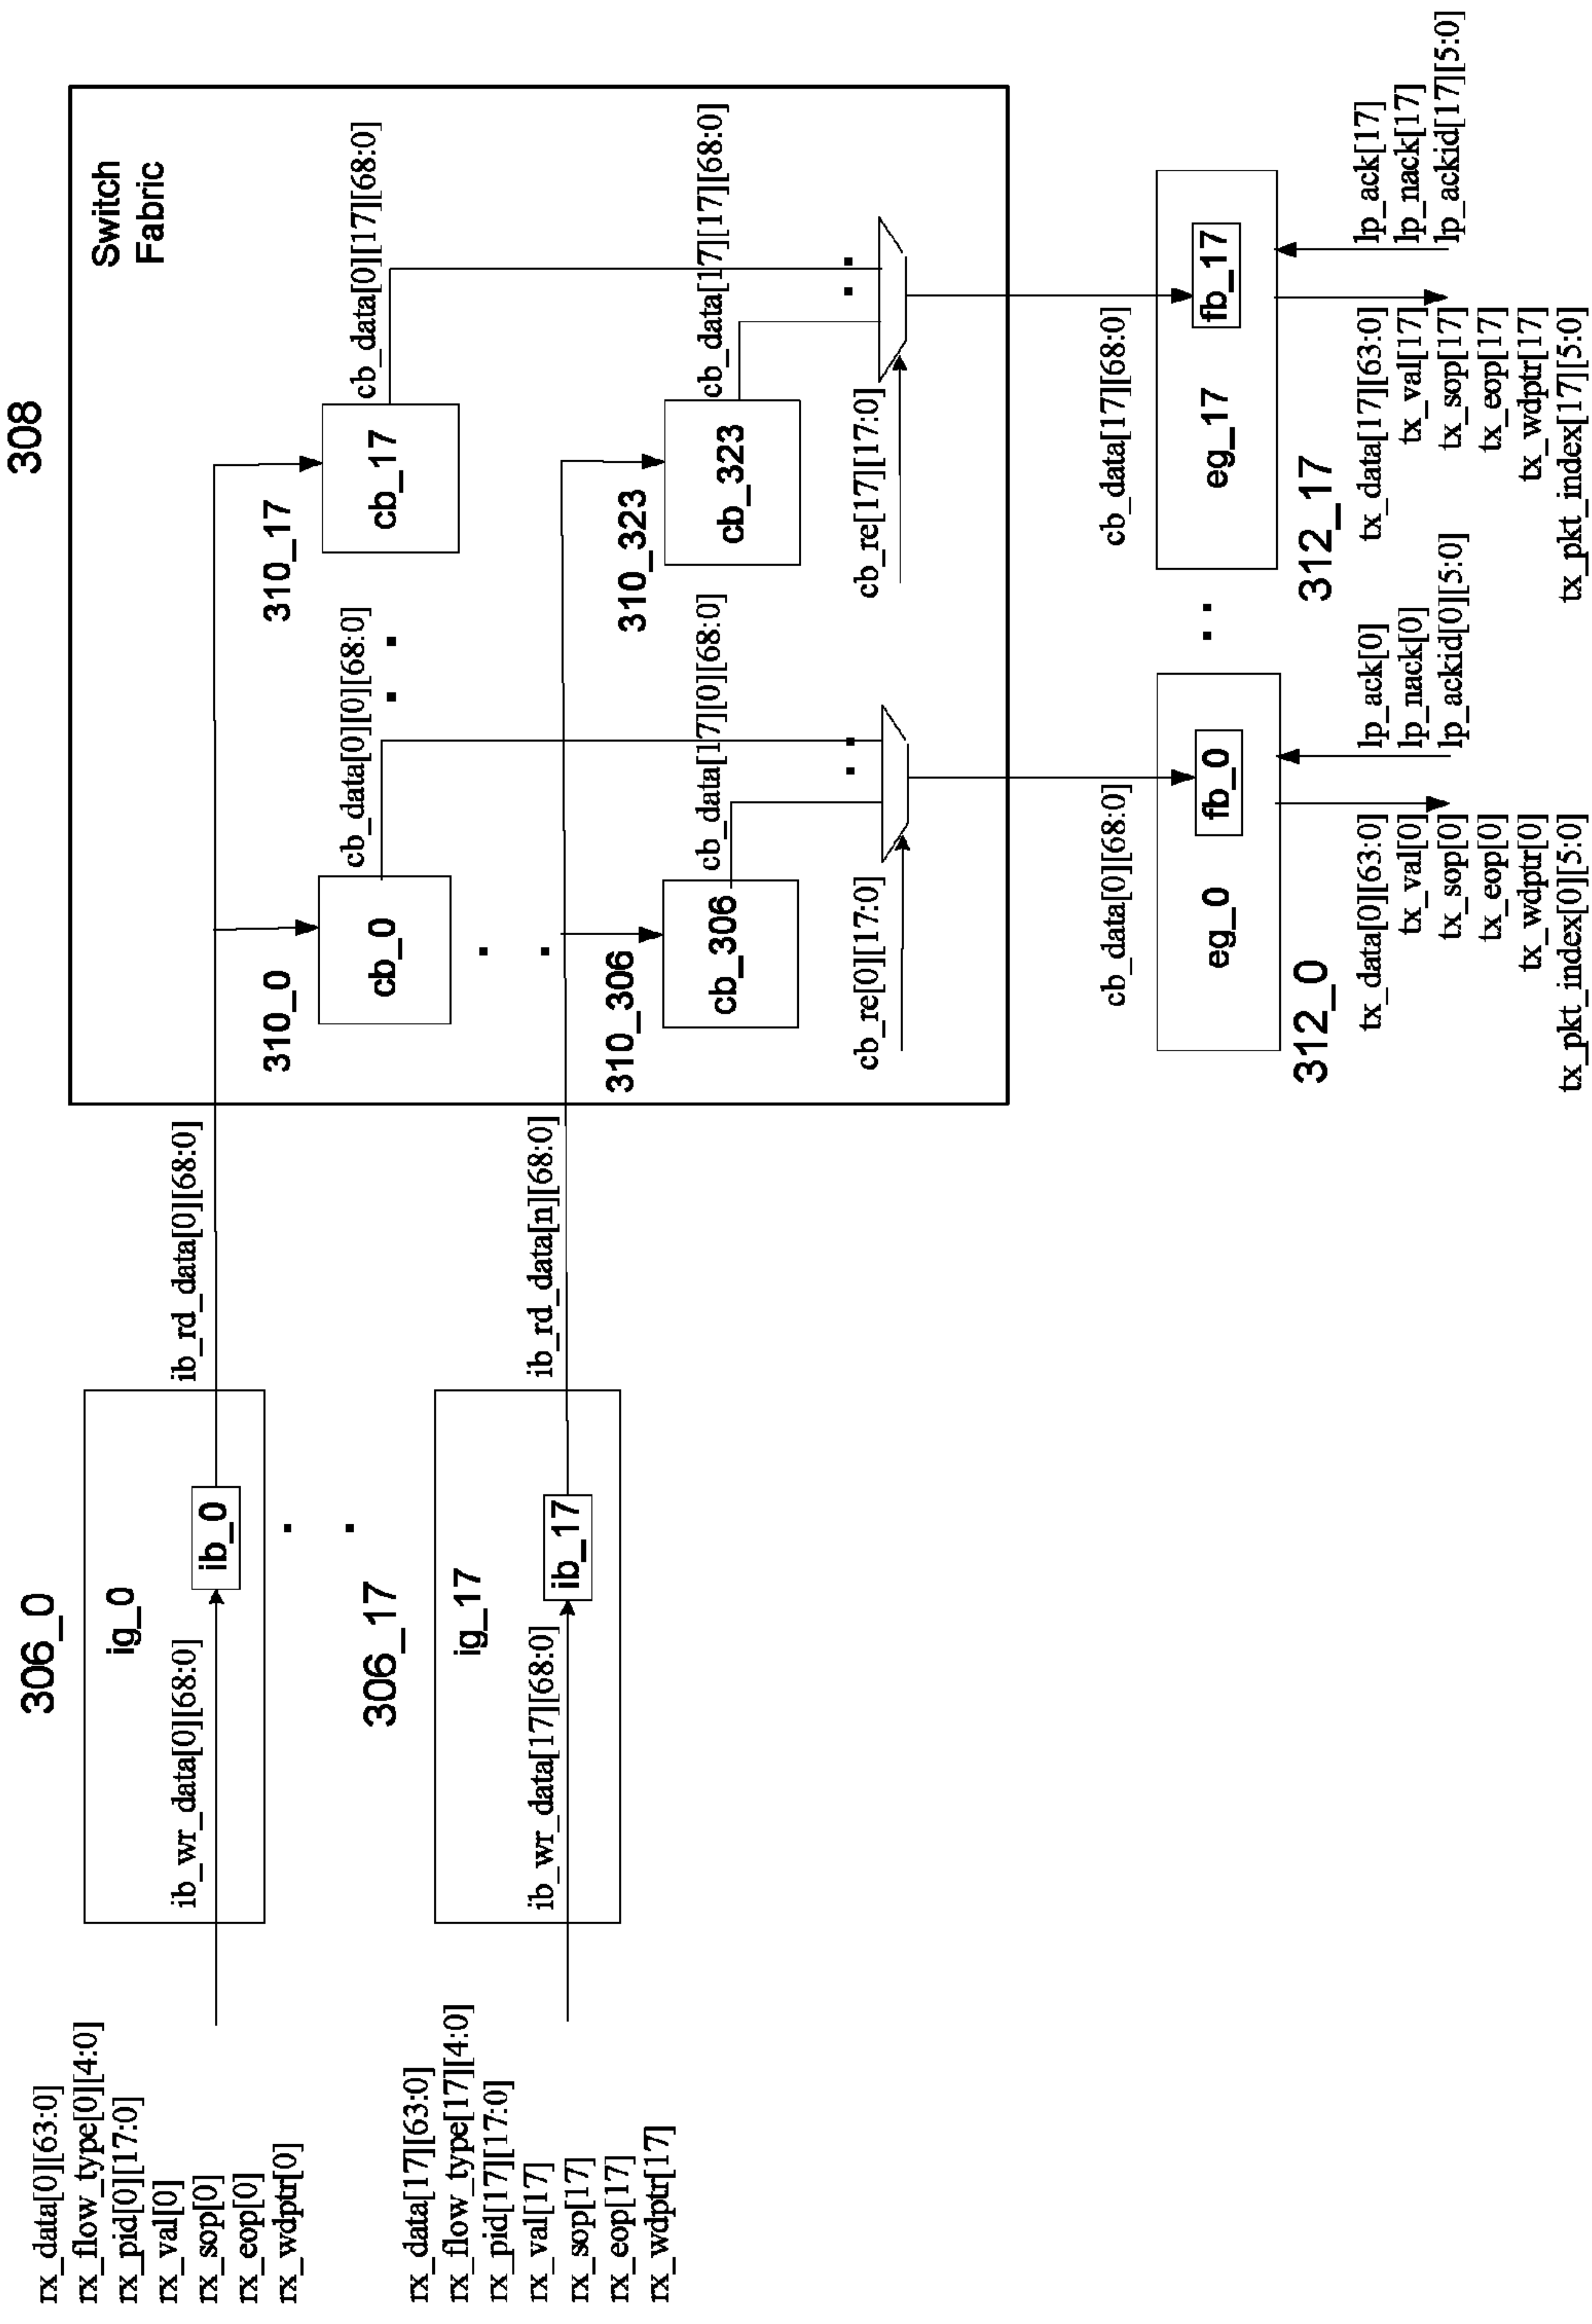 308
306_0
ig_0
ib_0
ib_wr_data[0][68:0]
ib_rd_data[0][68:0]
rx_data[0][63:0]
rx_flow_type[0][4:0]
rx_pid[0][17:0]
rx_val[0]
rx_sop[0]
rx_eop[0]
rx_wdptr[0]
306_17
ig_17
ib_17
ib_wr_data[17][68:0]
ib_rd_data[n][68:0]
rx_data[17][63:0]
rx_flow_type[17][4:0]
rx_pid[17][17:0]
rx_val[17]
rx_sop[17]
rx_eop[17]
rx_wdptr[17]
Switch
Fabric
310_0
cb_0
cb_data[0][0][68:0]
310_17
cb_17
cb_data[0][17][68:0]
310_306
cb_306
cb_data[17][0][68:0]
310_323
cb_323
cb_data[17][17][68:0]
cb_re[0][17:0]
cb_re[17][17:0]
cb_data[0][68:0]
cb_data[17][68:0]
eg_0
fb_0
312_0
eg_17
fb_17
312_17
tx_data[0][63:0]
tx_val[0]
tx_sop[0]
tx_eop[0]
tx_wdptr[0]
tx_pkt_index[0][5:0]
lp_ack[0]
lp_nack[0]
lp_ackid[0][5:0]
tx_data[17][63:0]
tx_val[17]
tx_sop[17]
tx_eop[17]
tx_wdptr[17]
tx_pkt_index[17][5:0]
lp_ack[17]
lp_nack[17]
lp_ackid[17][5:0]